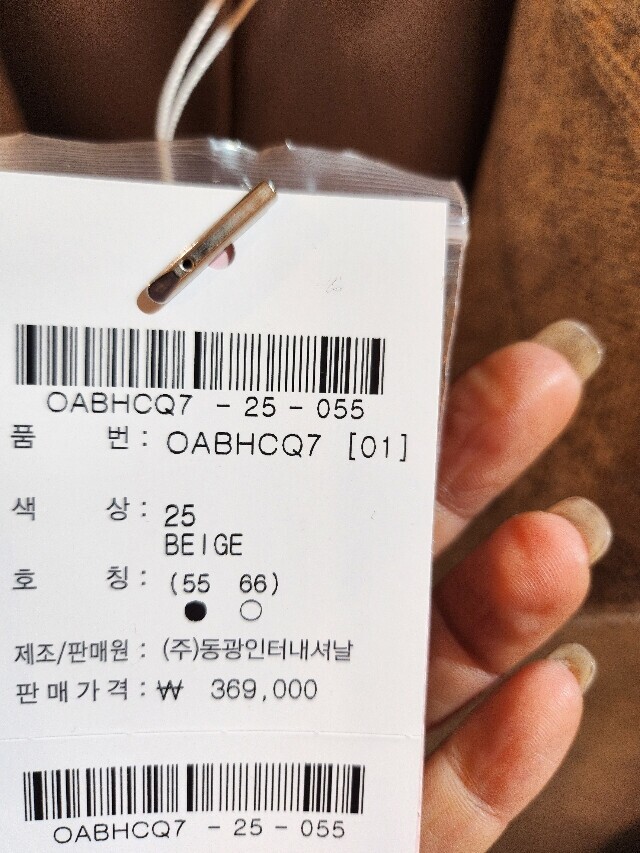 OABHCQ7 - 25 - 055
품 번 : OABHCQ7 [01]
색 상 : 25
BEIGE
호 칭 : (55 66)
제조/판매원 : (주)동광인터내셔날
판매가격 : ₩ 369,000
OABHCQ7 - 25 - 055